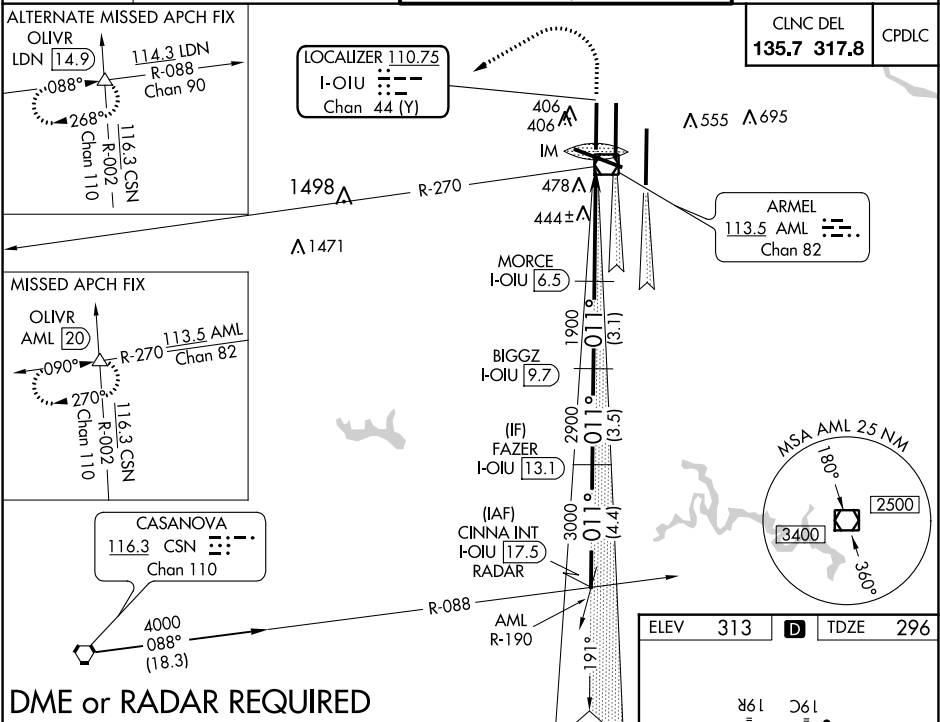 ALTERNATE MISSED APCH FIX
OLIVR
LDN 14.9
114.3 LDN
R-088
Chan 90
088°
268°
116.3 CSN
R-002
Chan 110
LOCALIZER 110.75
I-OIU
Chan 44 (Y)
CLNC DEL
135.7 317.8
CPDLC
406
406
555
695
IM
1498
R-270
478
444±
1471
ARMEL
113.5 AML
Chan 82
MISSED APCH FIX
OLIVR
AML 20
113.5 AML
R-270
Chan 82
090°
270°
116.3 CSN
R-002
Chan 110
MORCE
I-OIU 6.5
1900
011°
(3.1)
BIGGZ
I-OIU 9.7
2900
011°
(3.5)
(IF)
FAZER
I-OIU 13.1
3000
011°
(4.4)
(IAF)
CINNA INT
I-OIU 17.5
RADAR
MSA AML 25 NM
180°
2500
3400
360°
CASANOVA
116.3 CSN
Chan 110
R-088
AML
R-190
191°
4000
088°
(18.3)
ELEV 313 D TDZE 296
19R 19C
DME or RADAR REQUIRED